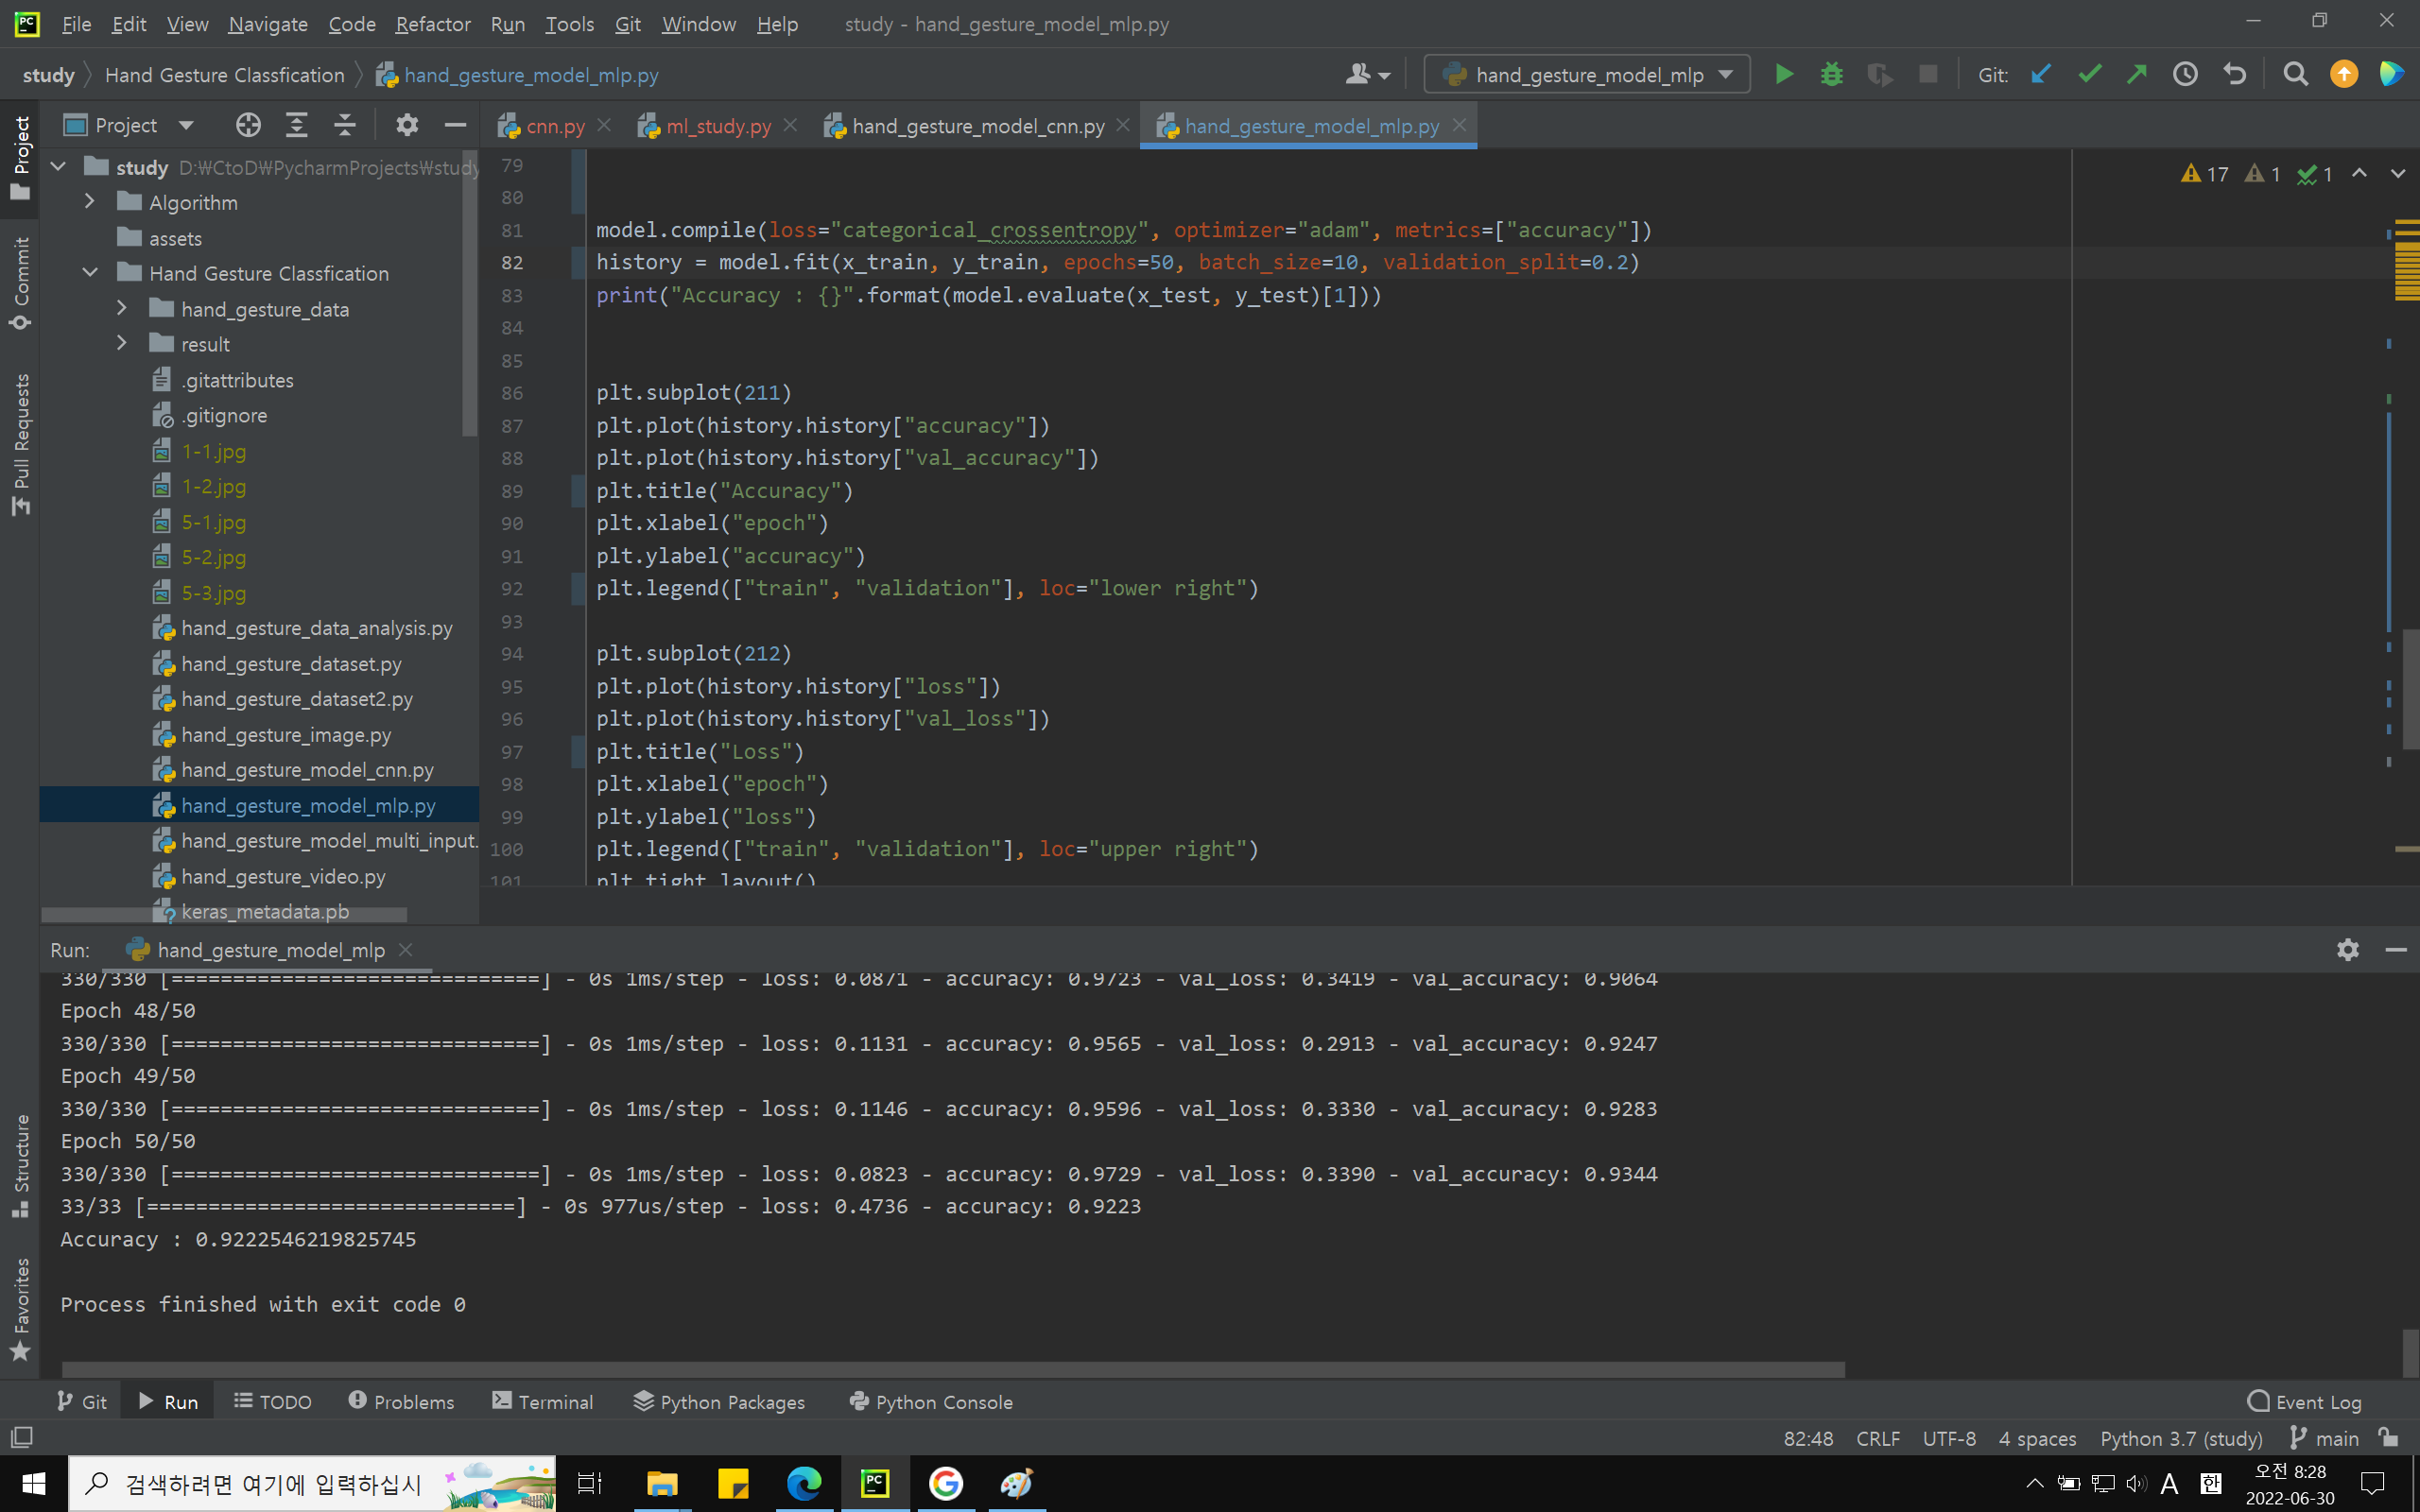 File Edit View Navigate Code Refactor Run Tools Git Window Help study - hand_gesture_model_mlp.py
study Hand Gesture Classfication hand_gesture_model_mlp.py hand_gesture_model_mlp Git:
Project cnn.py ml_study.py hand_gesture_model_cnn.py hand_gesture_model_mlp.py
Project
Commit
Pull Requests
Structure
Favorites
study D:\CtoD\PycharmProjects\study
Algorithm
assets
Hand Gesture Classfication
hand_gesture_data
result
.gitattributes
.gitignore
1-1.jpg
1-2.jpg
5-1.jpg
5-2.jpg
5-3.jpg
hand_gesture_data_analysis.py
hand_gesture_dataset.py
hand_gesture_dataset2.py
hand_gesture_image.py
hand_gesture_model_cnn.py
hand_gesture_model_mlp.py
hand_gesture_model_multi_input.
hand_gesture_video.py
keras_metadata.pb
17 1 1
79
80
81 model.compile(loss="categorical_crossentropy", optimizer="adam", metrics=["accuracy"])
82 history = model.fit(x_train, y_train, epochs=50, batch_size=10, validation_split=0.2)
83 print("Accuracy : {}".format(model.evaluate(x_test, y_test)[1]))
84
85
86 plt.subplot(211)
87 plt.plot(history.history["accuracy"])
88 plt.plot(history.history["val_accuracy"])
89 plt.title("Accuracy")
90 plt.xlabel("epoch")
91 plt.ylabel("accuracy")
92 plt.legend(["train", "validation"], loc="lower right")
93
94 plt.subplot(212)
95 plt.plot(history.history["loss"])
96 plt.plot(history.history["val_loss"])
97 plt.title("Loss")
98 plt.xlabel("epoch")
99 plt.ylabel("loss")
100 plt.legend(["train", "validation"], loc="upper right")
101 plt.tight_layout()
Run: hand_gesture_model_mlp
330/330 [==============================] - 0s 1ms/step - loss: 0.0871 - accuracy: 0.9723 - val_loss: 0.3419 - val_accuracy: 0.9064
Epoch 48/50
330/330 [==============================] - 0s 1ms/step - loss: 0.1131 - accuracy: 0.9565 - val_loss: 0.2913 - val_accuracy: 0.9247
Epoch 49/50
330/330 [==============================] - 0s 1ms/step - loss: 0.1146 - accuracy: 0.9596 - val_loss: 0.3330 - val_accuracy: 0.9283
Epoch 50/50
330/330 [==============================] - 0s 1ms/step - loss: 0.0823 - accuracy: 0.9729 - val_loss: 0.3390 - val_accuracy: 0.9344
33/33 [==============================] - 0s 977us/step - loss: 0.4736 - accuracy: 0.9223
Accuracy : 0.9222546219825745
Process finished with exit code 0
Git Run TODO Problems Terminal Python Packages Python Console Event Log
82:48 CRLF UTF-8 4 spaces Python 3.7 (study) main
검색하려면 여기에 입력하십시 A 한 오전 8:28
2022-06-30